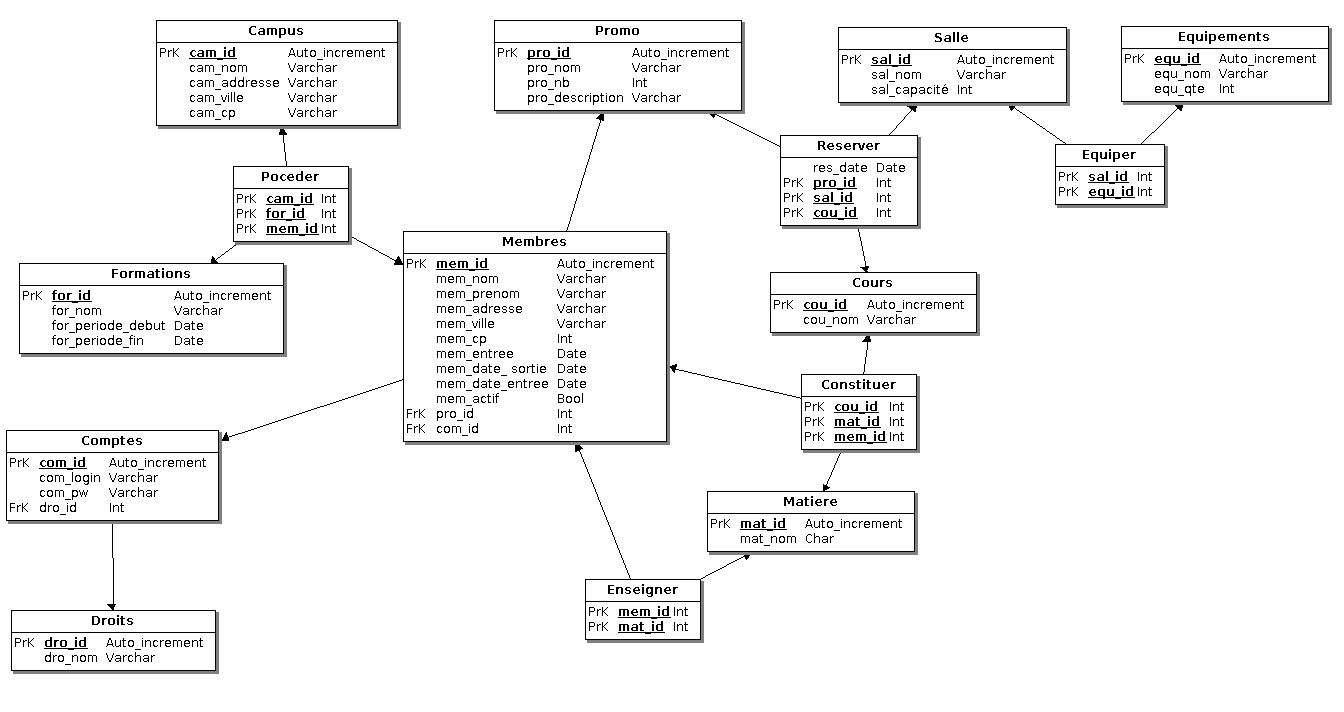 Campus
PrK cam_id Auto_increment
cam_nom Varchar
cam_addresse Varchar
cam_ville Varchar
cam_cp Varchar
Promo
PrK pro_id Auto_increment
pro_nom Varchar
pro_nb Int
pro_description Varchar
Salle
PrK sal_id Auto_increment
sal_nom Varchar
sal_capacité Int
Equipements
PrK equ_id Auto_increment
equ_nom Varchar
equ_qte Int
Poceder
PrK cam_id Int
PrK for_id Int
PrK mem_id Int
Reserver
res_date Date
PrK pro_id Int
PrK sal_id Int
PrK cou_id Int
Equiper
PrK sal_id Int
PrK equ_id Int
Formations
PrK for_id Auto_increment
for_nom Varchar
for_periode_debut Date
for_periode_fin Date
Membres
PrK mem_id Auto_increment
mem_nom Varchar
mem_prenom Varchar
mem_adresse Varchar
mem_ville Varchar
mem_cp Int
mem_entree Date
mem_date_ sortie Date
mem_date_entree Date
mem_actif Bool
FrK pro_id Int
FrK com_id Int
Cours
PrK cou_id Auto_increment
cou_nom Varchar
Constituer
PrK cou_id Int
PrK mat_id Int
PrK mem_id Int
Comptes
PrK com_id Auto_increment
com_login Varchar
com_pw Varchar
FrK dro_id Int
Matiere
PrK mat_id Auto_increment
mat_nom Char
Enseigner
PrK mem_id Int
PrK mat_id Int
Droits
PrK dro_id Auto_increment
dro_nom Varchar